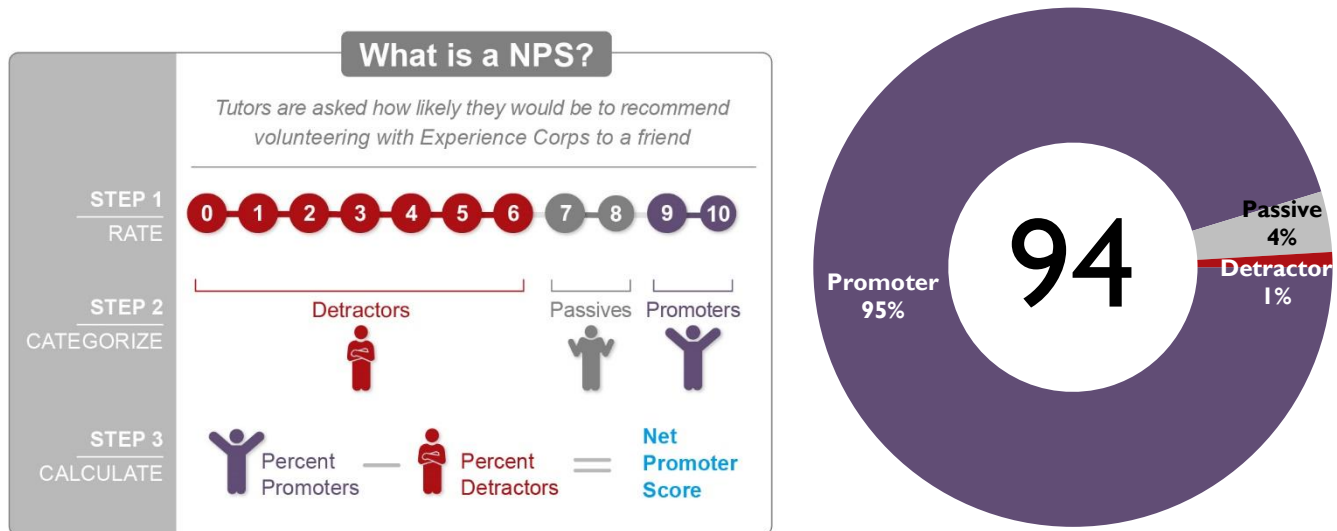 What is a NPS?
Tutors are asked how likely they would be to recommend
volunteering with Experience Corps to a friend
STEP 1
RATE
0 1 2 3 4 5 6 7 8 9 10
STEP 2
CATEGORIZE
Detractors
Passives
Promoters
STEP 3
CALCULATE
Percent
Promoters
Percent
Detractors
Net
Promoter
Score
94
Promoter
95%
Passive
4%
Detractor
1%